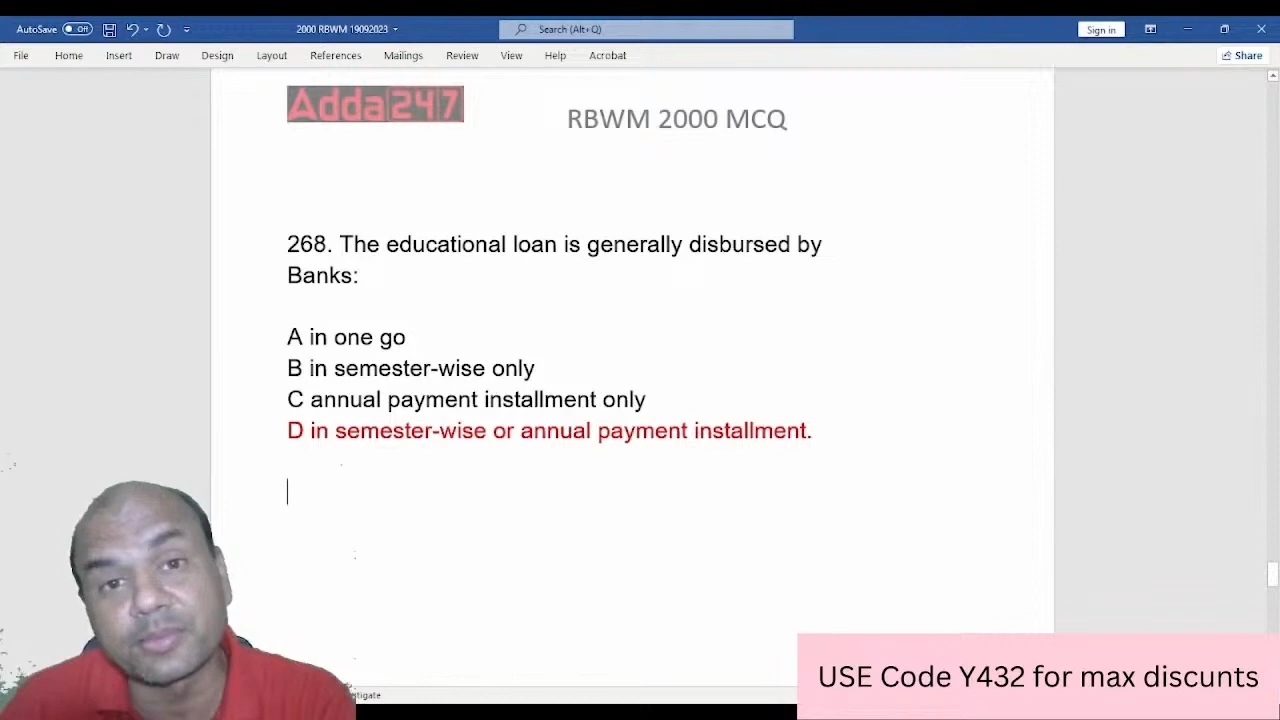 AutoSave Off 2000 RBWM 19092023 Search (Alt+Q) Sign in
File Home Insert Draw Design Layout References Mailings Review View Help Acrobat Share
Adda247
RBWM 2000 MCQ
268. The educational loan is generally disbursed by
Banks:
A in one go
B in semester-wise only
C annual payment installment only
D in semester-wise or annual payment installment.
USE Code Y432 for max discunts